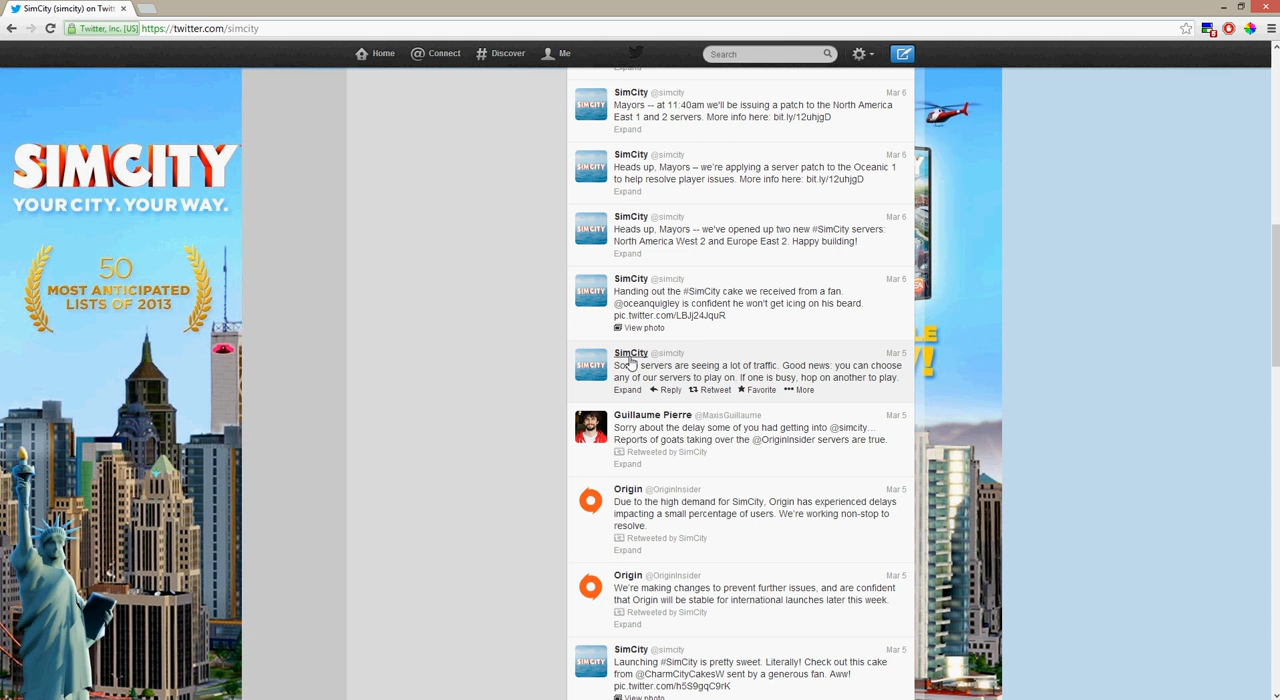 SimCity (simcity) on Twitt
Twitter, Inc. [US] https://twitter.com/simcity
Home Connect Discover Me Search
SIMCITY
YOUR CITY. YOUR WAY.
50
MOST ANTICIPATED
LISTS OF 2013
Expand
SimCity @simcity Mar 6
Mayors -- at 11:40am we'll be issuing a patch to the North America
East 1 and 2 servers. More info here: bit.ly/12uhjgD
Expand
SimCity @simcity Mar 6
Heads up, Mayors -- we're applying a server patch to the Oceanic 1
to help resolve player issues. More info here: bit.ly/12uhjgD
Expand
SimCity @simcity Mar 6
Heads up, Mayors -- we've opened up two new #SimCity servers:
North America West 2 and Europe East 2. Happy building!
Expand
SimCity @simcity Mar 6
Handing out the #SimCity cake we received from a fan.
@oceanquigley is confident he won't get icing on his beard.
pic.twitter.com/LBJj24JquR
View photo
SimCity @simcity Mar 5
servers are seeing a lot of traffic. Good news: you can choose
any of our servers to play on. If one is busy, hop on another to play.
Expand Reply Retweet Favorite More
Guillaume Pierre @MaxisGuillaume Mar 5
Sorry about the delay some of you had getting into @simcity...
Reports of goats taking over the @OriginInsider servers are true.
Retweeted by SimCity
Expand
Origin @OriginInsider Mar 5
Due to the high demand for SimCity, Origin has experienced delays
impacting a small percentage of users. We're working non-stop to
resolve.
Retweeted by SimCity
Expand
Origin @OriginInsider Mar 5
We're making changes to prevent further issues, and are confident
that Origin will be stable for international launches later this week.
Retweeted by SimCity
Expand
SimCity @simcity Mar 5
Launching #SimCity is pretty sweet. Literally! Check out this cake
from @CharmCityCakesW sent by a generous fan. Aww!
pic.twitter.com/h5S9gqC9rK
View photo